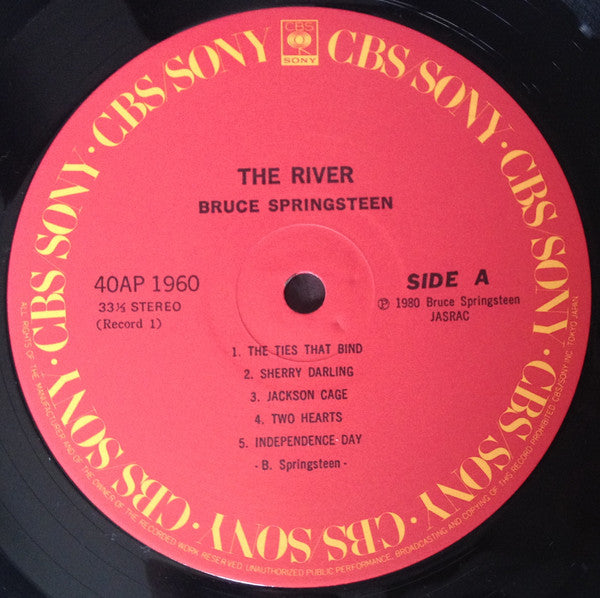 CBS
SONY
CBS/SONY · CBS/SONY · CBS/SONY · CBS/SONY · CBS/SONY · CBS/SONY · CBS/SONY · CBS/SONY
THE RIVER
BRUCE SPRINGSTEEN
40AP 1960
33⅓ STEREO
(Record 1)
SIDE A
Ⓟ 1980 Bruce Springsteen
JASRAC
1. THE TIES THAT BIND
2. SHERRY DARLING
3. JACKSON CAGE
4. TWO HEARTS
5. INDEPENDENCE DAY
- B. Springsteen -
ALL RIGHTS OF THE MANUFACTURER AND OF THE OWNER OF THE RECORDED WORK RESERVED. UNAUTHORIZED PUBLIC PERFORMANCE, BROADCASTING AND COPYING OF THIS RECORD PROHIBITED. CBS/SONY INC. TOKYO JAPAN